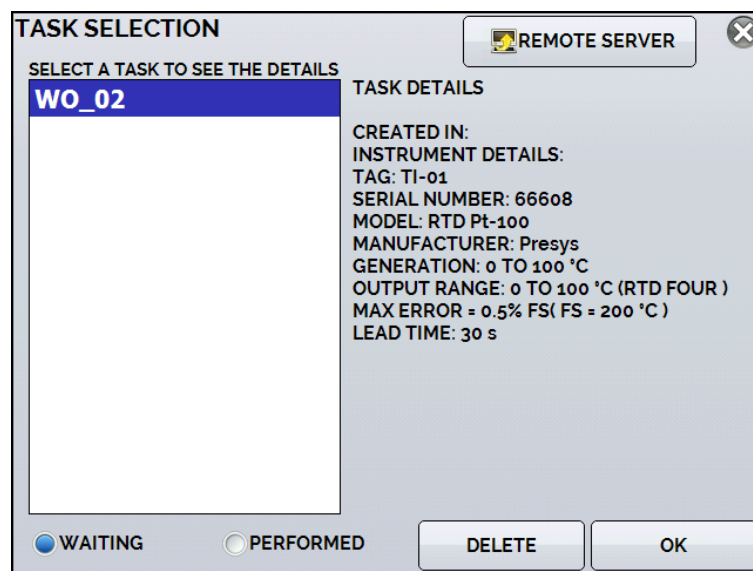 TASK SELECTION
REMOTE SERVER
SELECT A TASK TO SEE THE DETAILS
WO_02
TASK DETAILS
CREATED IN:
INSTRUMENT DETAILS:
TAG: TI-01
SERIAL NUMBER: 66608
MODEL: RTD Pt-100
MANUFACTURER: Presys
GENERATION: 0 TO 100 °C
OUTPUT RANGE: 0 TO 100 °C (RTD FOUR )
MAX ERROR = 0.5% FS( FS = 200 °C )
LEAD TIME: 30 s
WAITING
PERFORMED
DELETE
OK